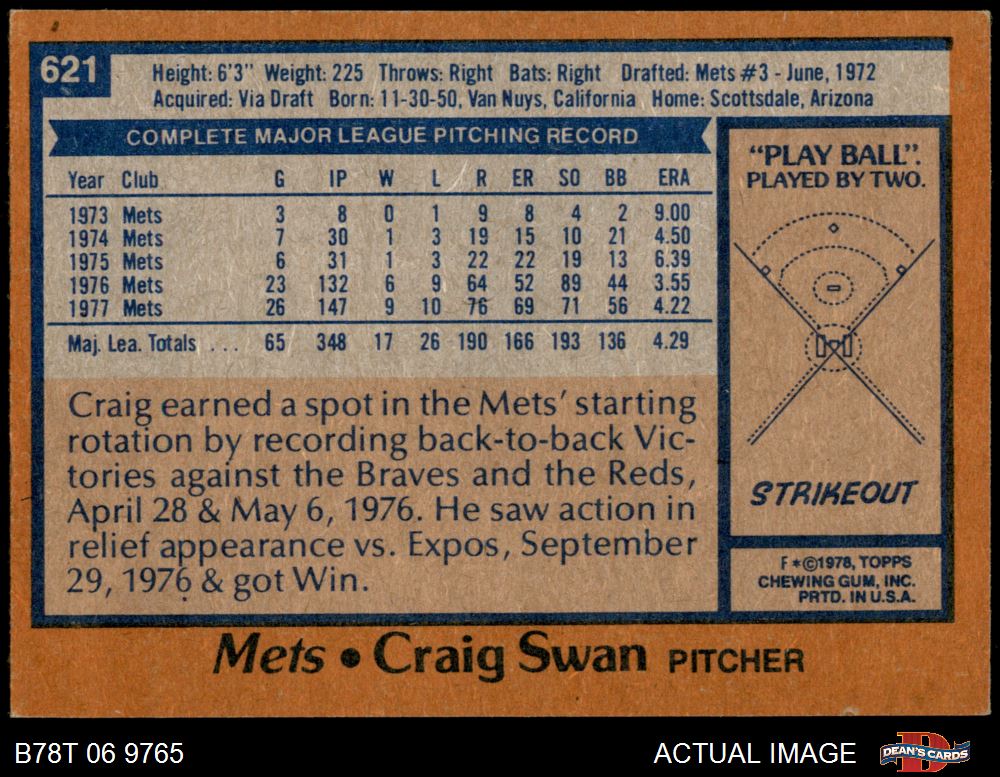 621
Height: 6'3" Weight: 225 Throws: Right Bats: Right Drafted: Mets #3 - June, 1972
Acquired: Via Draft Born: 11-30-50, Van Nuys, California Home: Scottsdale, Arizona
COMPLETE MAJOR LEAGUE PITCHING RECORD
Year Club G IP W L R ER SO BB ERA
1973 Mets 3 8 0 1 9 8 4 2 9.00
1974 Mets 7 30 1 3 19 15 10 21 4.50
1975 Mets 6 31 1 3 22 22 19 13 6.39
1976 Mets 23 132 6 9 64 52 89 44 3.55
1977 Mets 26 147 9 10 76 69 71 56 4.22
Maj. Lea. Totals ... 65 348 17 26 190 166 193 136 4.29
Craig earned a spot in the Mets' starting
rotation by recording back-to-back Vic-
tories against the Braves and the Reds,
April 28 & May 6, 1976. He saw action in
relief appearance vs. Expos, September
29, 1976 & got Win.
"PLAY BALL".
PLAYED BY TWO.
STRIKEOUT
F*©1978, TOPPS
CHEWING GUM, INC.
PRTD. IN U.S.A.
Mets • Craig Swan PITCHER
B78T 06 9765
ACTUAL IMAGE
D
DEAN'S CARDS